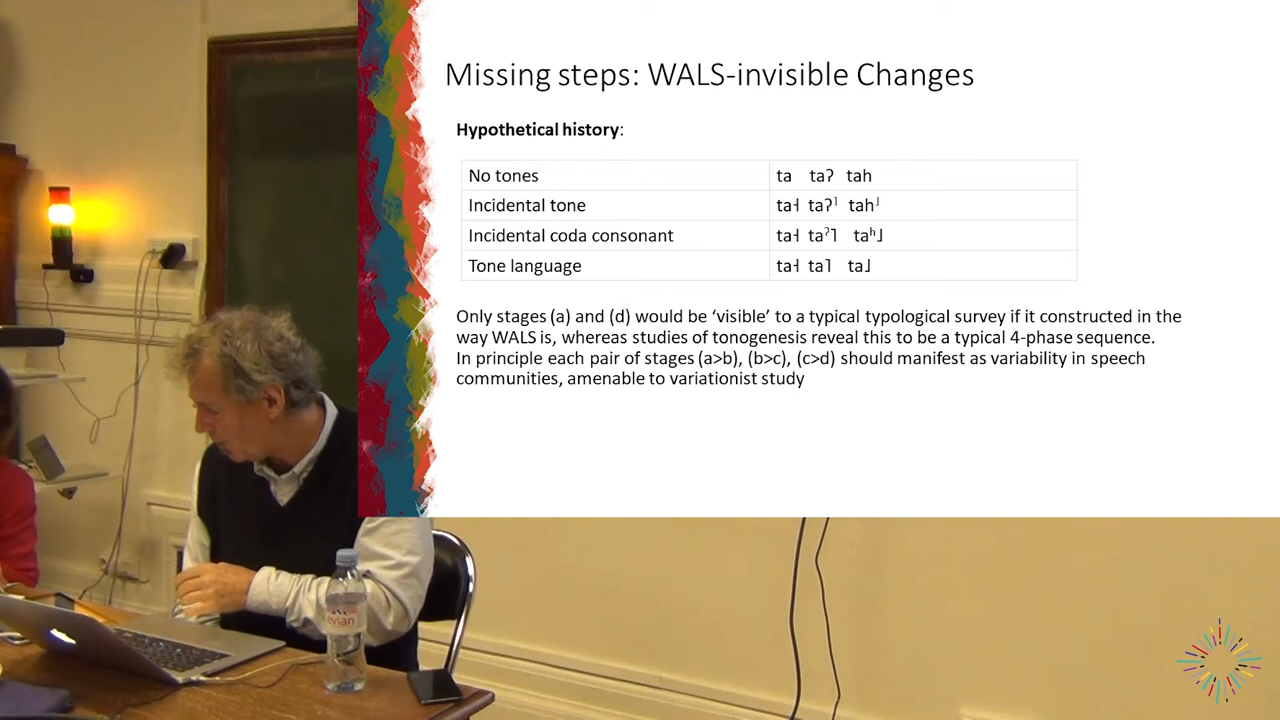 Missing steps: WALS-invisible Changes
Hypothetical history:
No tones ta taʔ tah
Incidental tone ta˧ taʔ˥ tah˩
Incidental coda consonant ta˧ taˀ˥ taʰ˩
Tone language ta˧ ta˥ ta˩
Only stages (a) and (d) would be ‘visible’ to a typical typological survey if it constructed in the
way WALS is, whereas studies of tonogenesis reveal this to be a typical 4-phase sequence.
In principle each pair of stages (a>b), (b>c), (c>d) should manifest as variability in speech
communities, amenable to variationist study
evian